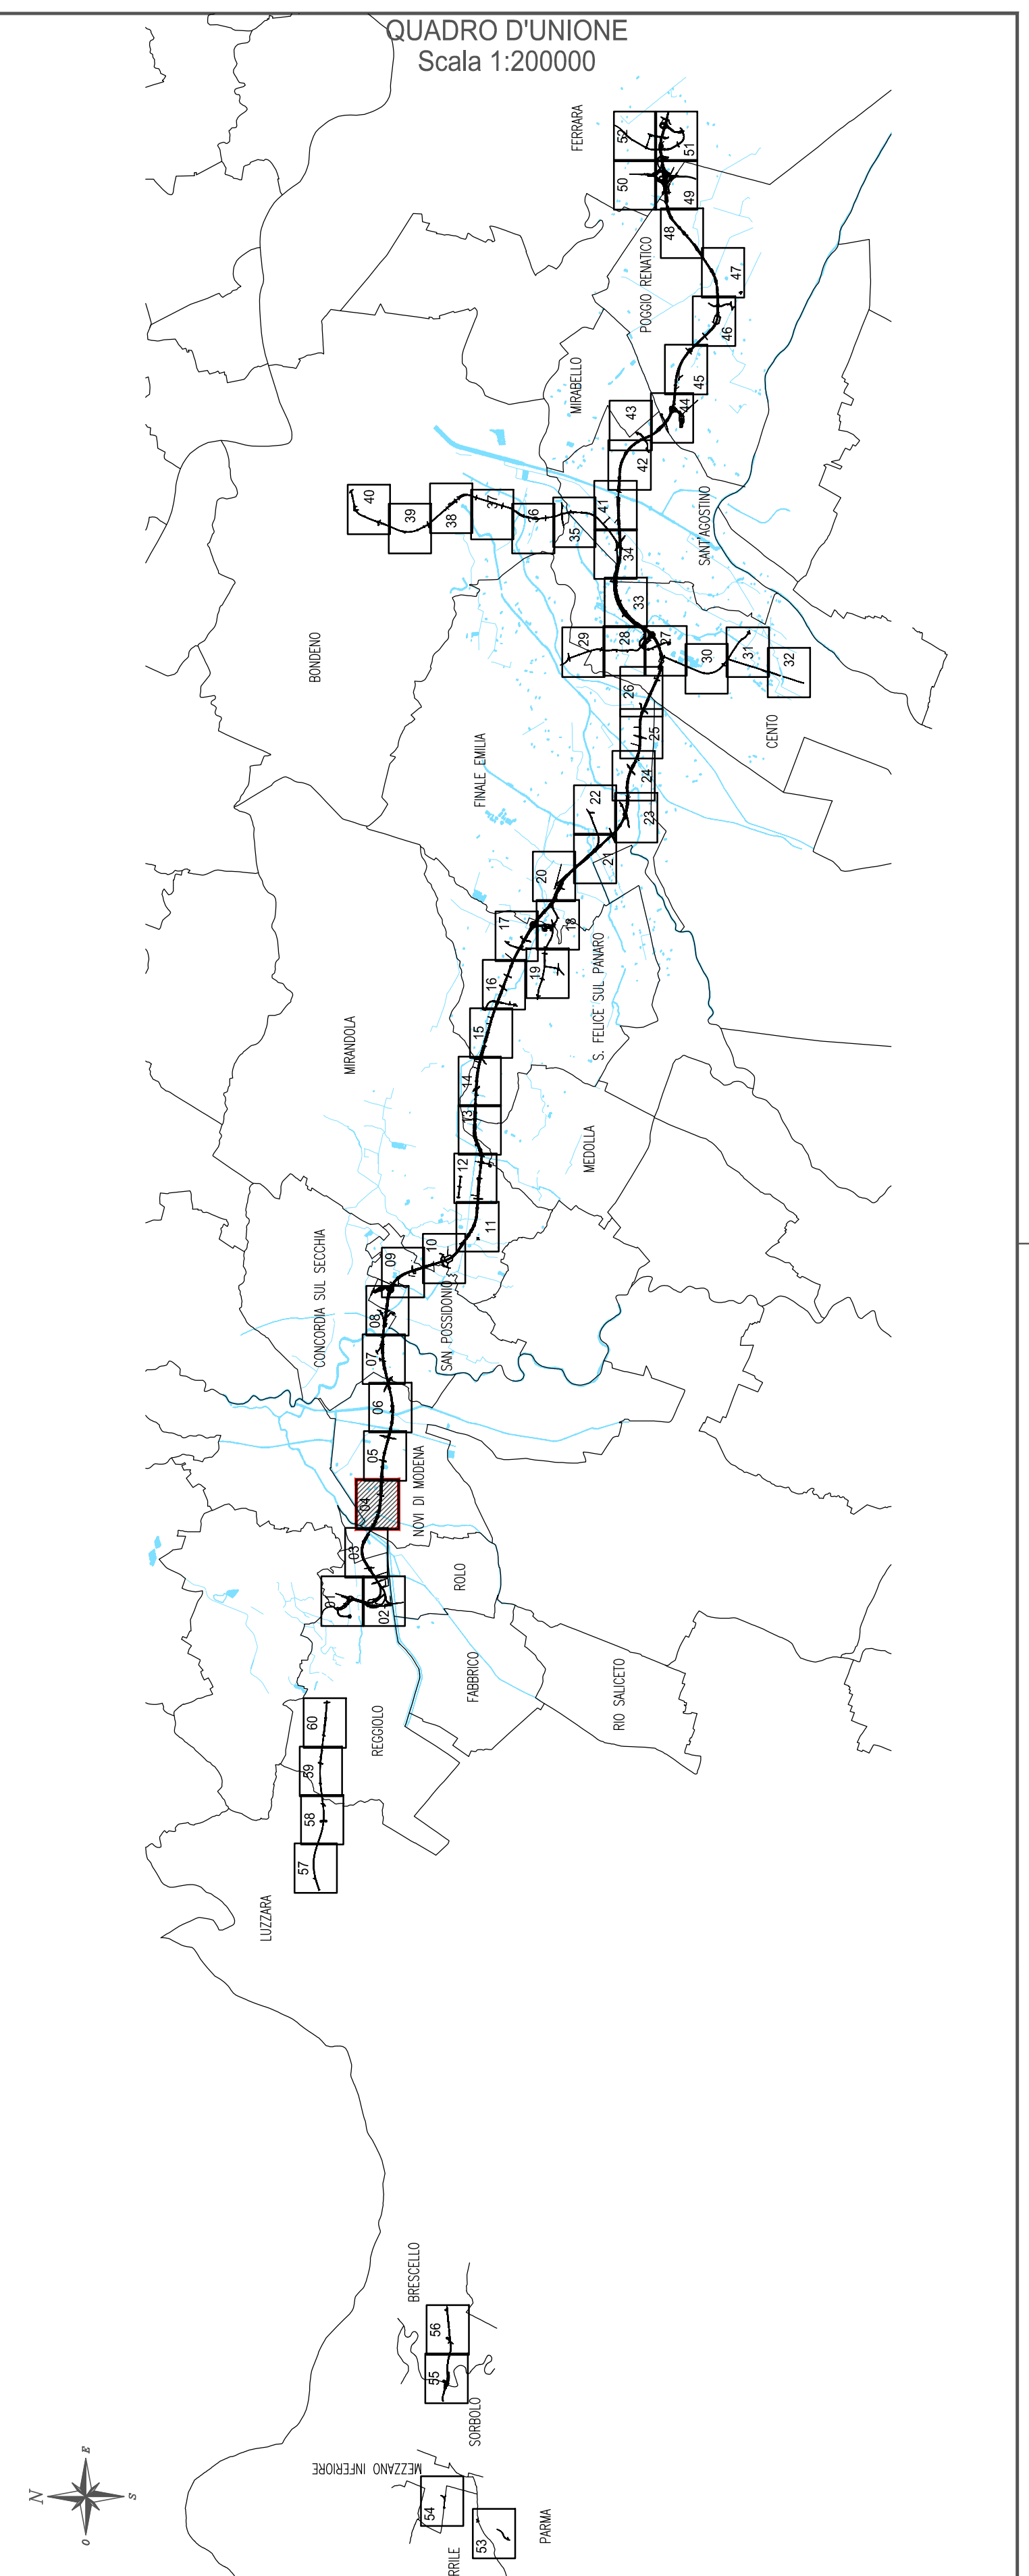 QUADRO D'UNIONE
Scala 1:200000
FERRARA
52
51
50
49
48
POGGIO RENATICO
47
46
MIRABELLO
45
44
43
42
SANT'AGOSTINO
41
40
39
38
37
36
35
34
33
BONDENO
29
28
27
30
31
32
26
25
CENTO
FINALE EMILIA
24
23
22
21
20
17
18
19
16
S. FELICE SUL PANARO
MIRANDOLA
15
14
13
MEDOLLA
12
11
CONCORDIA SUL SECCHIA
10
09
SAN POSSIDONIO
08
07
06
05
NOVI DI MODENA
04
03
ROLO
01
02
FABBRICO
RIO SALICETO
REGGIOLO
60
59
58
57
LUZZARA
BRESCELLO
56
55
SORBOLO
MEZZANO INFERIORE
54
53
PARMA
RRILE
N
E
S
O